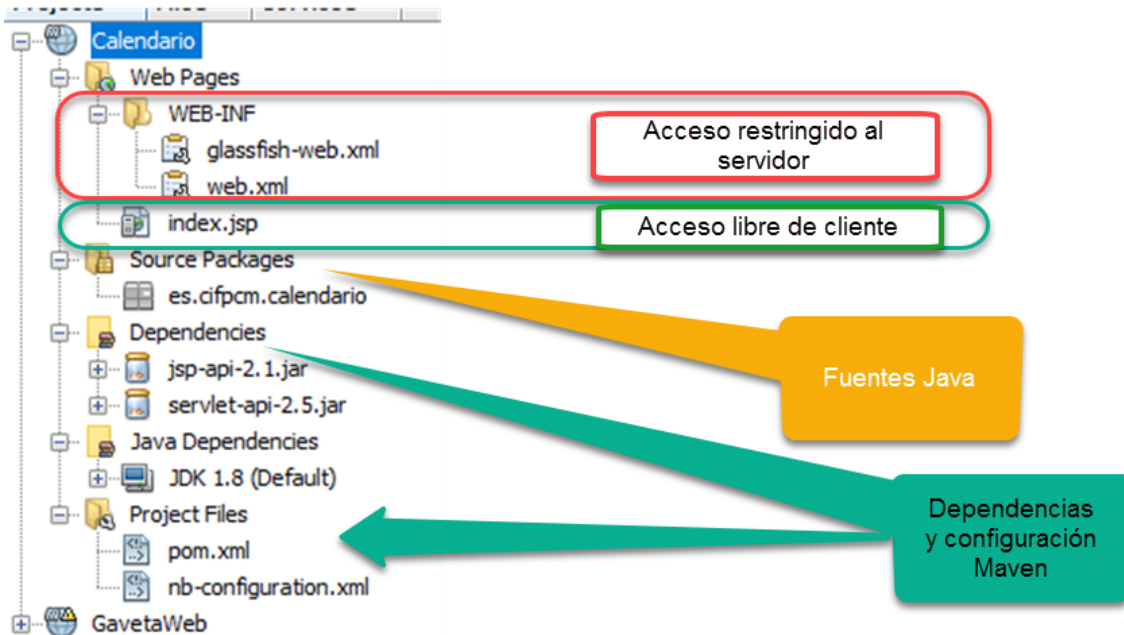 Projects Files Services
Calendario
Web Pages
WEB-INF
Acceso restringido al
servidor
glassfish-web.xml
web.xml
index.jsp
Acceso libre de cliente
Source Packages
es.cifpcm.calendario
Dependencies
jsp-api-2.1.jar
Fuentes Java
servlet-api-2.5.jar
Java Dependencies
JDK 1.8 (Default)
Project Files
Dependencias
y configuración
Maven
pom.xml
nb-configuration.xml
GavetaWeb